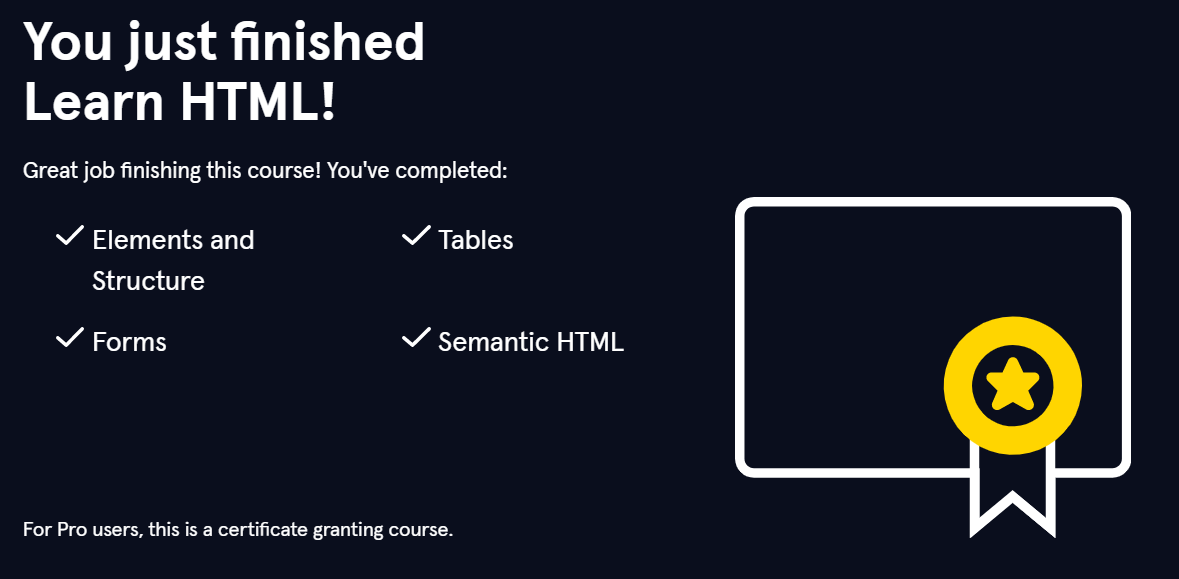 You just finished
Learn HTML!
Great job finishing this course! You've completed:
Elements and
Structure
Tables
Forms
Semantic HTML
For Pro users, this is a certificate granting course.